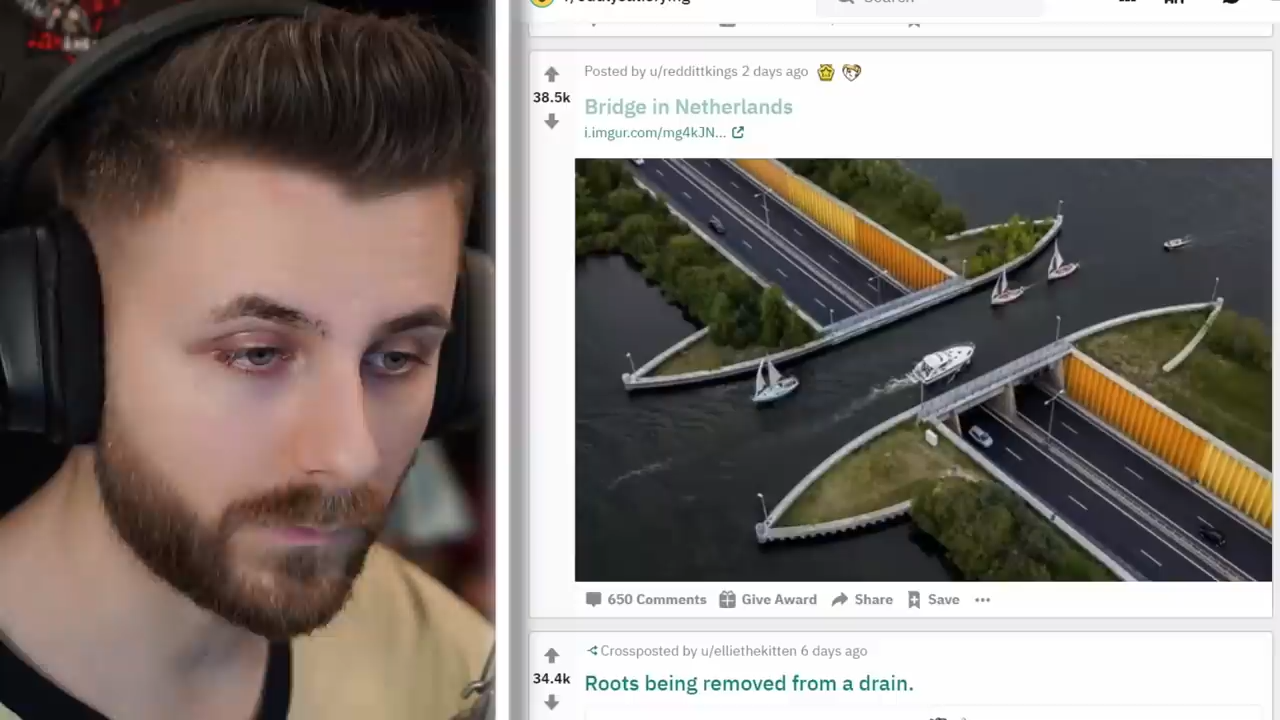 Posted by u/reddittkings 2 days ago
38.5k
Bridge in Netherlands
i.imgur.com/mg4kJN...
650 Comments Give Award Share Save ...
Crossposted by u/elliethekitten 6 days ago
34.4k
Roots being removed from a drain.